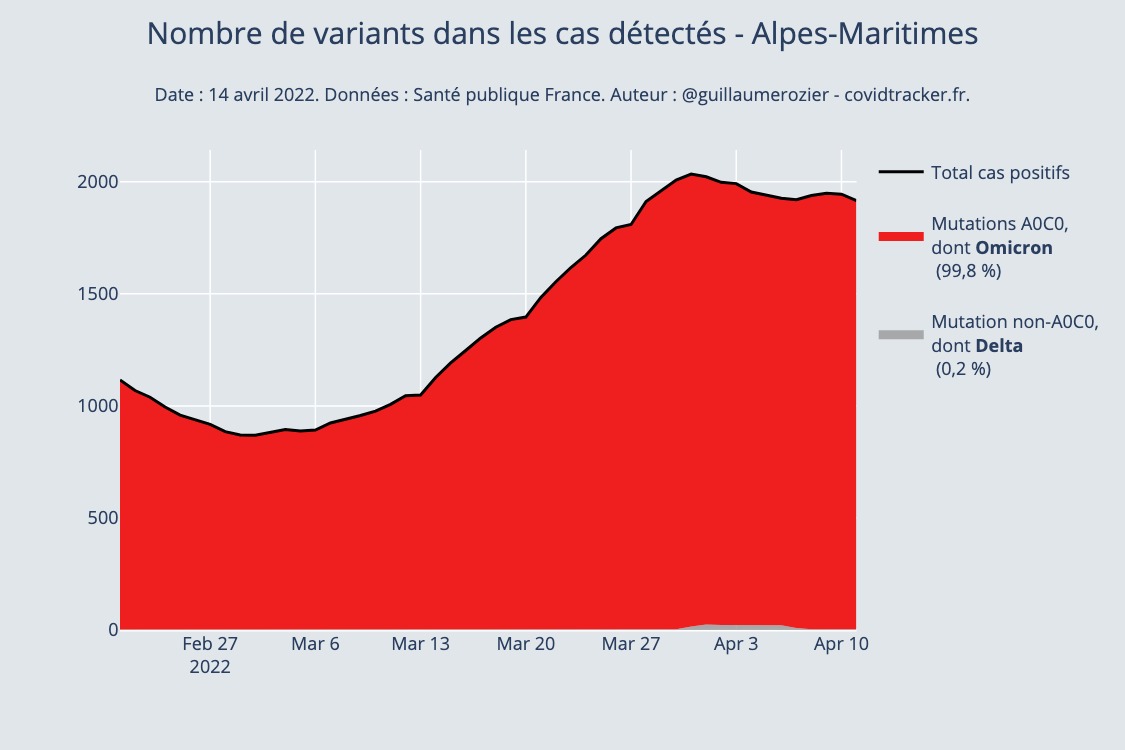 Nombre de variants dans les cas détectés - Alpes-Maritimes
Date : 14 avril 2022. Données : Santé publique France. Auteur : @guillaumerozier - covidtracker.fr.
2000
1500
1000
500
0
Feb 27
2022
Mar 6
Mar 13
Mar 20
Mar 27
Apr 3
Apr 10
Total cas positifs
Mutations A0C0,
dont Omicron
(99,8 %)
Mutation non-A0C0,
dont Delta
(0,2 %)